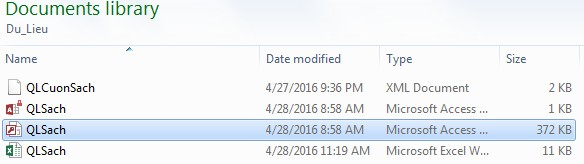 Documents library
Du_Lieu
Name Date modified Type Size
QLCuonSach 4/27/2016 9:36 PM XML Document 2 KB
QLSach 4/28/2016 8:58 AM Microsoft Access ... 1 KB
QLSach 4/28/2016 8:58 AM Microsoft Access ... 372 KB
QLSach 4/28/2016 11:19 AM Microsoft Excel W... 11 KB